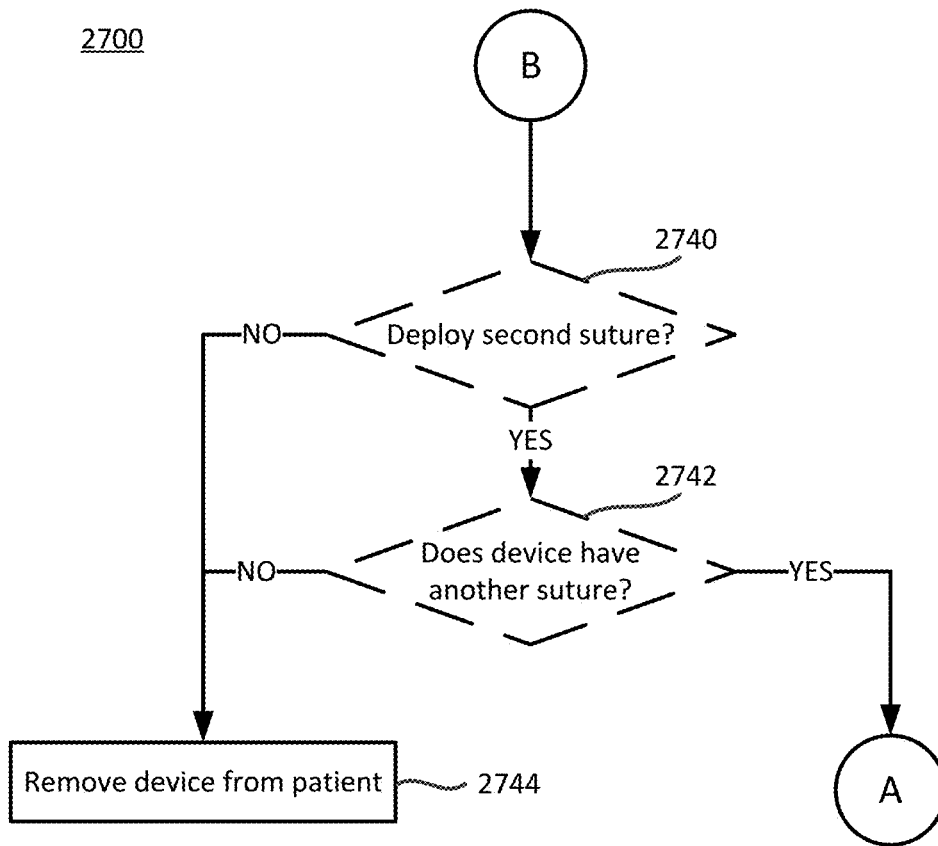 2700
B
2740
Deploy second suture?
NO
YES
2742
Does device have
another suture?
NO
YES
Remove device from patient
2744
A